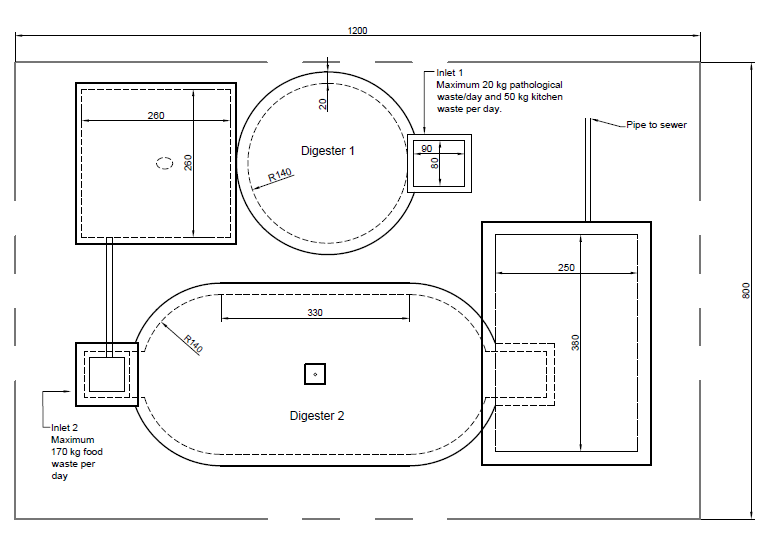 1200
Inlet 1
Maximum 20 kg pathological
waste/day and 50 kg kitchen
waste per day.
20
260
260
Digester 1
R140
90
80
Pipe to sewer
250
380
800
330
R140
Digester 2
Inlet 2
Maximum
170 kg food
waste per
day